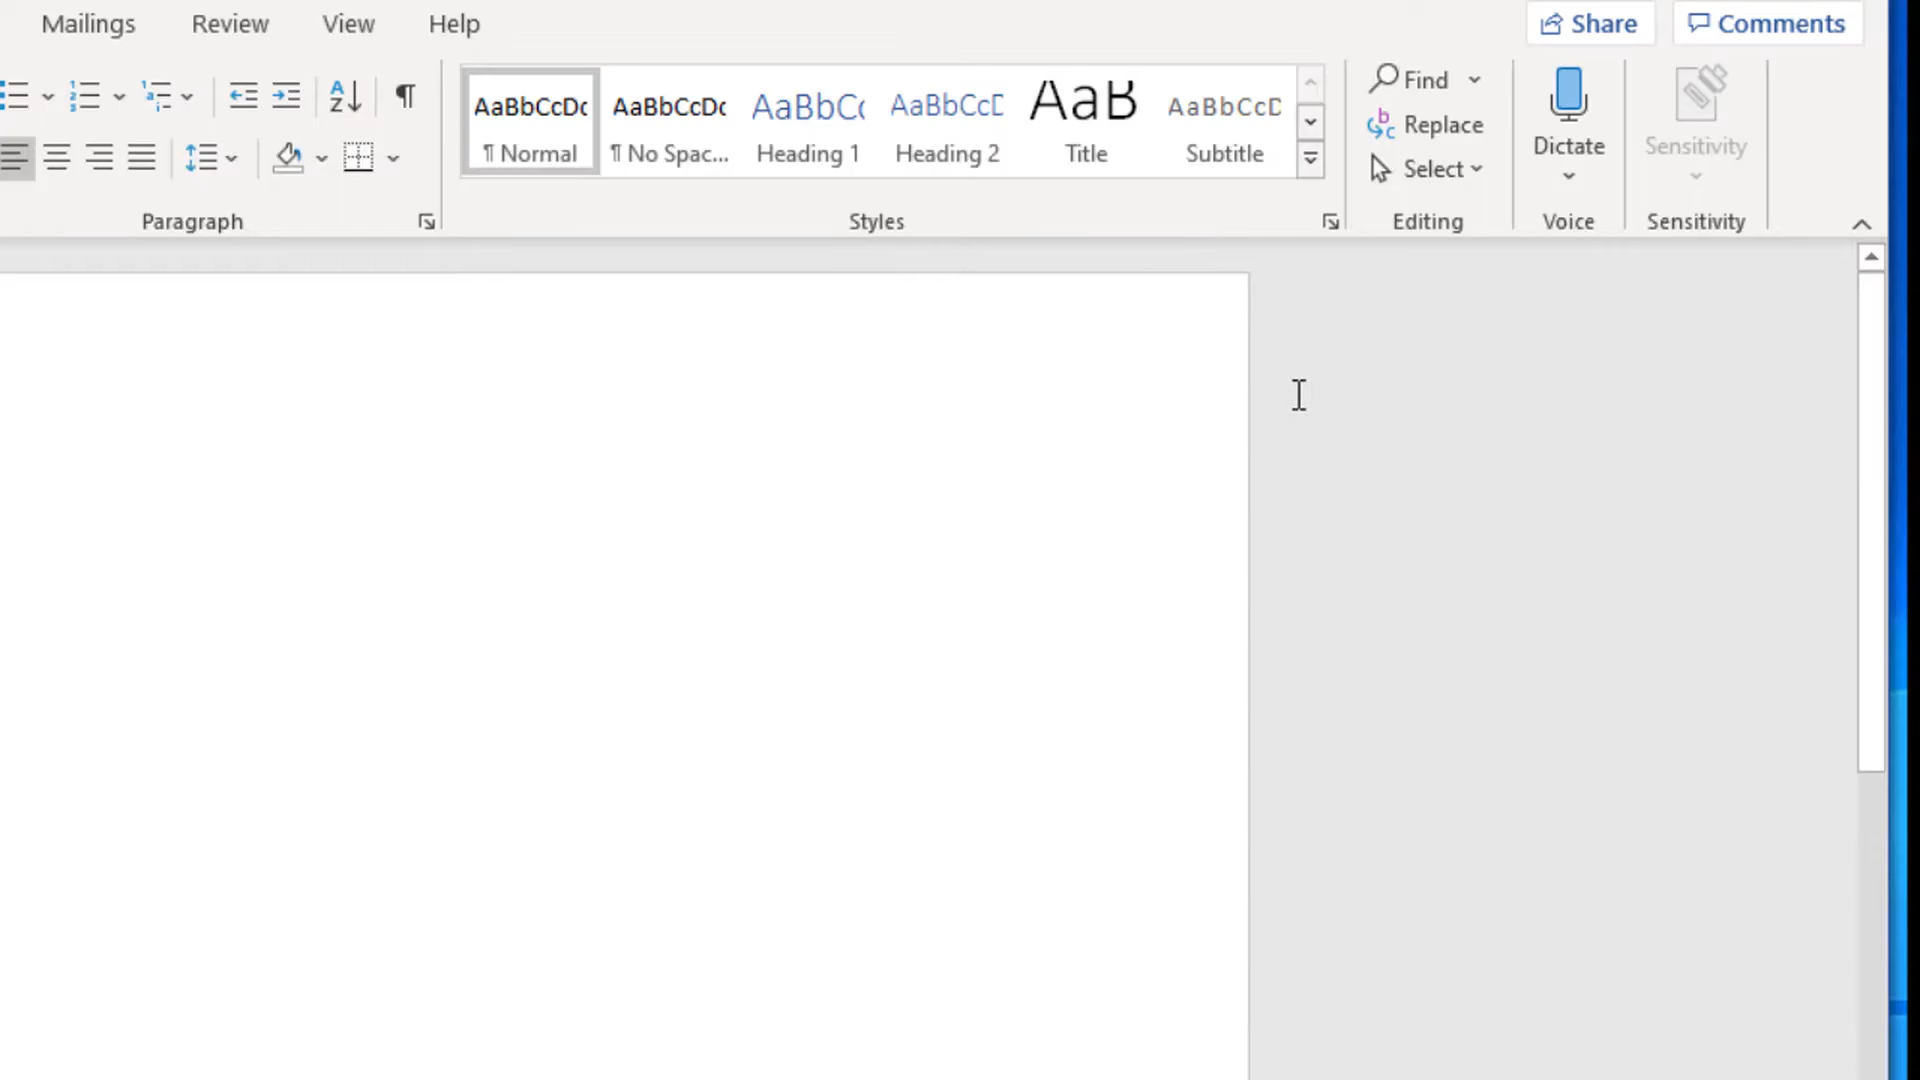 Mailings Review View Help Share Comments
AaBbCcDc AaBbCcDc AaBbC( AaBbCcD AaB AaBbCcD
¶ Normal ¶ No Spac... Heading 1 Heading 2 Title Subtitle
Find
Replace
Select
Dictate
Sensitivity
Paragraph Styles Editing Voice Sensitivity